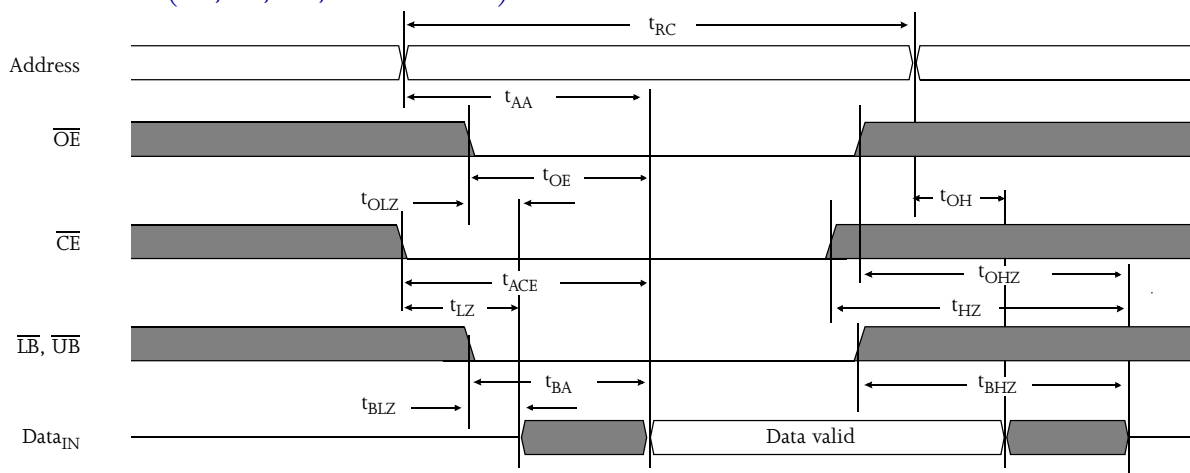 t_RC
Address
t_AA
OE
t_OE
t_OLZ
t_OH
CE
t_ACE
t_OHZ
t_LZ
t_HZ
LB, UB
t_BA
t_BHZ
t_BLZ
Data_IN
Data valid